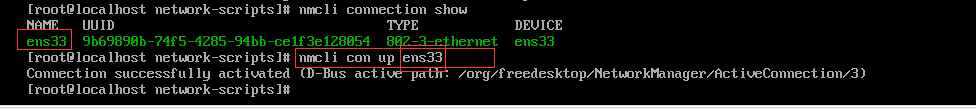 [root@localhost network-scripts]# nmcli connection show
NAME   UUID                                  TYPE            DEVICE
ens33  9b69890b-74f5-4285-94bb-ce1f3e128054  802-3-ethernet  ens33
[root@localhost network-scripts]# nmcli con up ens33
Connection successfully activated (D-Bus active path: /org/freedesktop/NetworkManager/ActiveConnection/3)
[root@localhost network-scripts]#